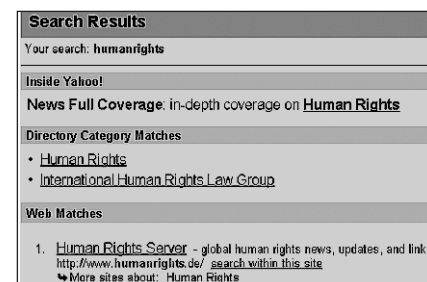 Search Results
Your search: humanrights
Inside Yahoo!
News Full Coverage: in-depth coverage on Human Rights
Directory Category Matches
• Human Rights
• International Human Rights Law Group
Web Matches
1. Human Rights Server - global human rights news, updates, and link
http://www.humanrights.de/ search within this site
↳More sites about: Human Rights